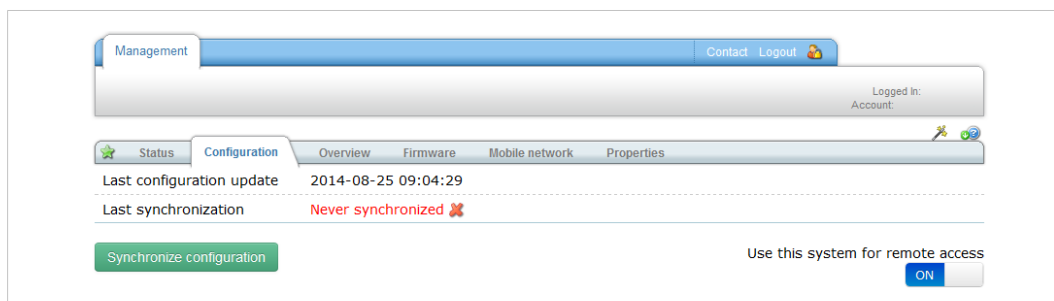 Management
Contact Logout
Logged In:
Account:
Status Configuration Overview Firmware Mobile network Properties
Last configuration update 2014-08-25 09:04:29
Last synchronization Never synchronized
Synchronize configuration
Use this system for remote access
ON